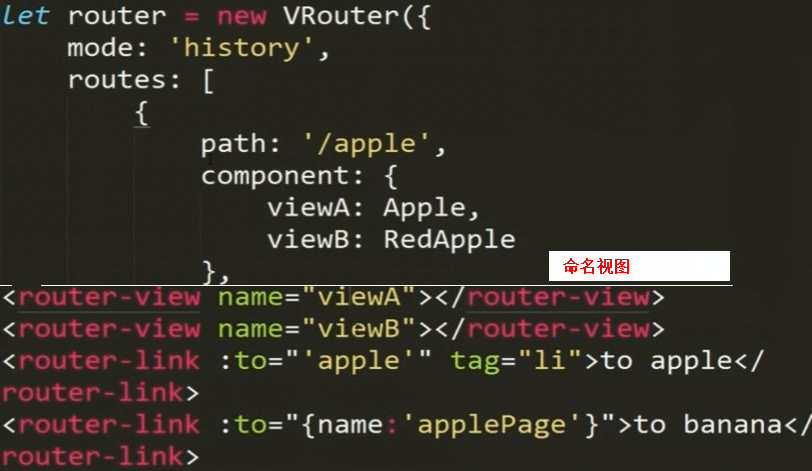 let router = new VRouter({
mode: 'history',
routes: [
{
path: '/apple',
component: {
viewA: Apple,
viewB: RedApple
},
命名视图
<router-view name="viewA"></router-view>
<router-view name="viewB"></router-view>
<router-link :to="'apple'" tag="li">to apple</
router-link>
<router-link :to="{name:'applePage'}">to banana</
router-link>